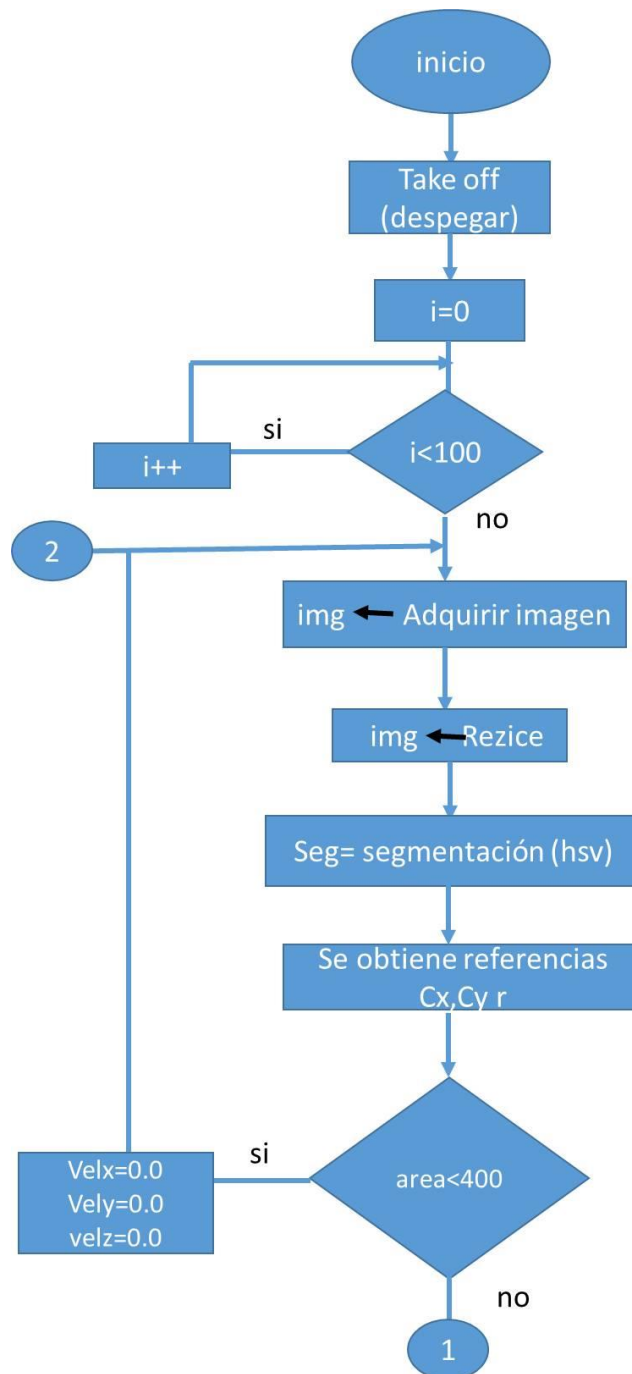 inicio
Take off
(despegar)
i=0
si
i<100
i++
no
2
img Adquirir imagen
img Rezice
Seg= segmentación (hsv)
Se obtiene referencias
Cx,Cy r
si
area<400
Velx=0.0
Vely=0.0
velz=0.0
no
1